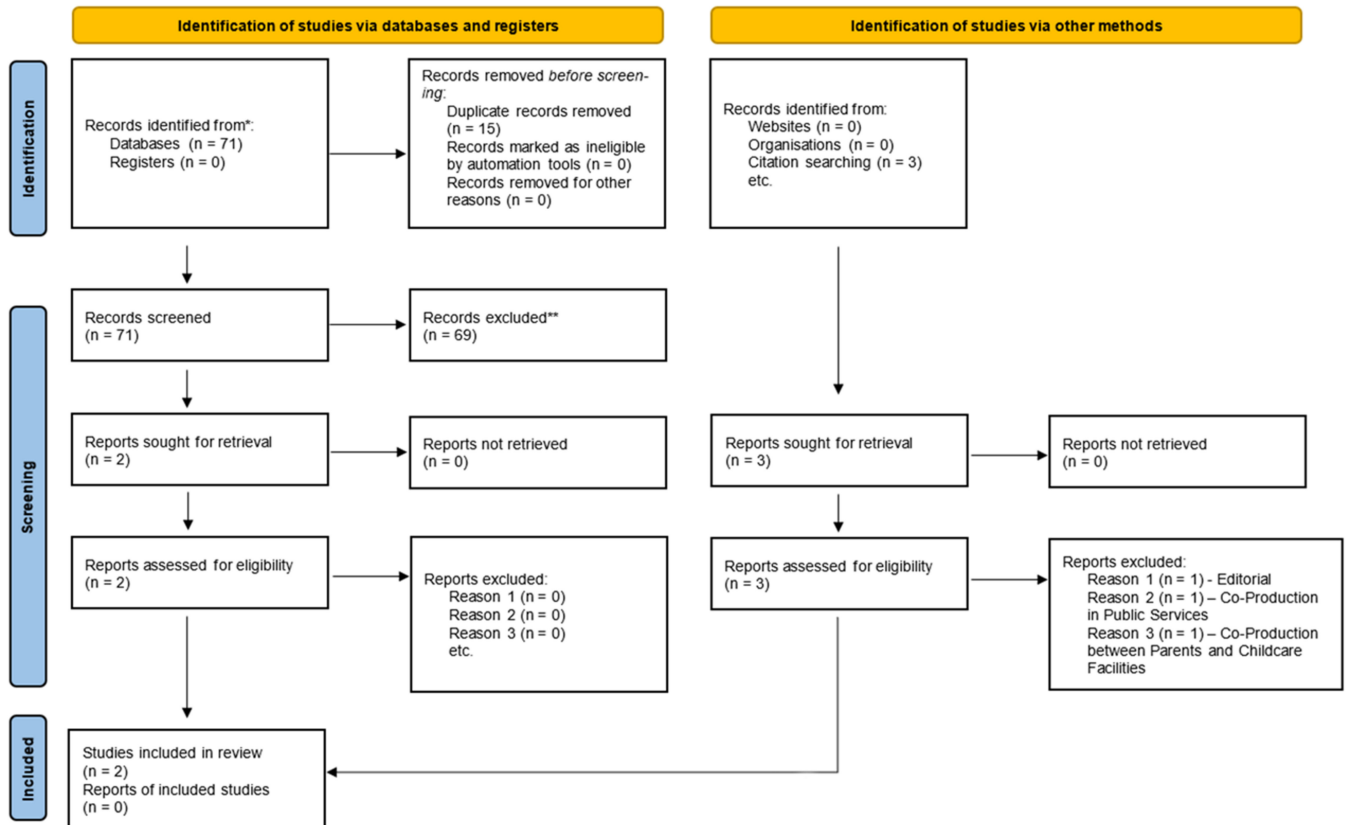 Identification of studies via databases and registers
Identification of studies via other methods
Identification
Records identified from*:
Databases (n = 71)
Registers (n = 0)
Records removed before screen-
ing:
Duplicate records removed
(n = 15)
Records marked as ineligible
by automation tools (n = 0)
Records removed for other
reasons (n = 0)
Records identified from:
Websites (n = 0)
Organisations (n = 0)
Citation searching (n = 3)
etc.
Screening
Records screened
(n = 71)
Records excluded**
(n = 69)
Reports sought for retrieval
(n = 2)
Reports not retrieved
(n = 0)
Reports sought for retrieval
(n = 3)
Reports not retrieved
(n = 0)
Reports assessed for eligibility
(n = 2)
Reports excluded:
Reason 1 (n = 0)
Reason 2 (n = 0)
Reason 3 (n = 0)
etc.
Reports assessed for eligibility
(n = 3)
Reports excluded:
Reason 1 (n = 1) - Editorial
Reason 2 (n = 1) – Co-Production
in Public Services
Reason 3 (n = 1) – Co-Production
between Parents and Childcare
Facilities
Included
Studies included in review
(n = 2)
Reports of included studies
(n = 0)